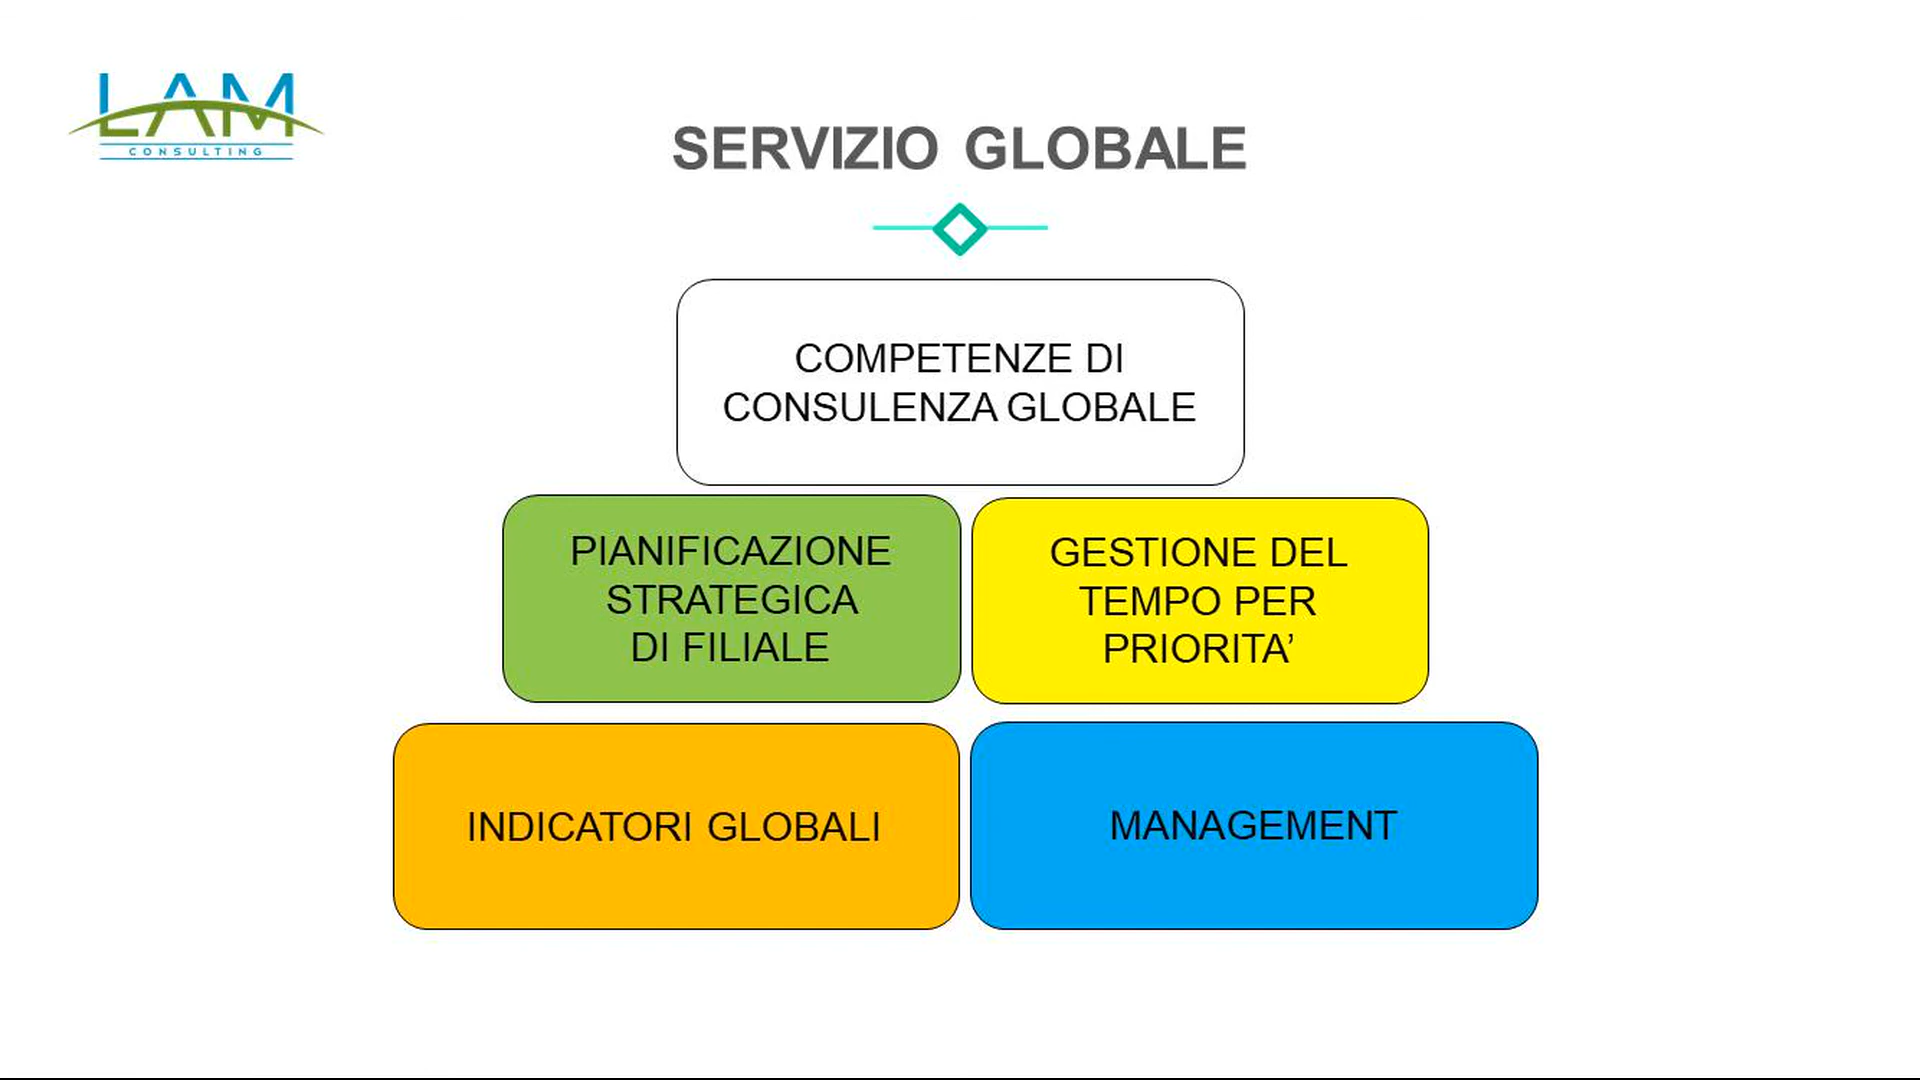 LAM
CONSULTING
SERVIZIO GLOBALE
COMPETENZE DI
CONSULENZA GLOBALE
PIANIFICAZIONE
STRATEGICA
DI FILIALE
GESTIONE DEL
TEMPO PER
PRIORITA’
INDICATORI GLOBALI
MANAGEMENT